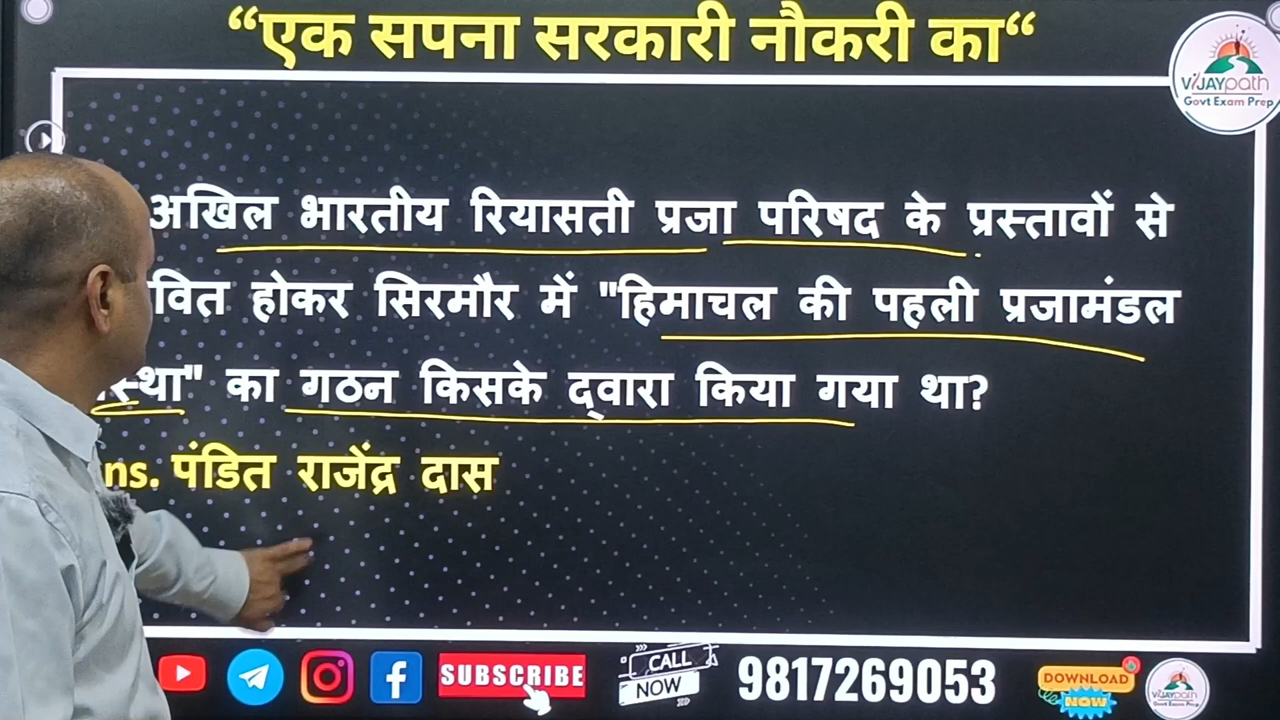 “एक सपना सरकारी नौकरी का“
VIJAYpath
Govt Exam Prep
अखिल भारतीय रियासती प्रजा परिषद के प्रस्तावों से
होकर सिरमौर में "हिमाचल की पहली प्रजामंडल
का गठन किसके द्वारा किया गया था?
पंडित राजेंद्र दास
SUBSCRIBE
CALL
NOW
9817269053
DOWNLOAD
NOW